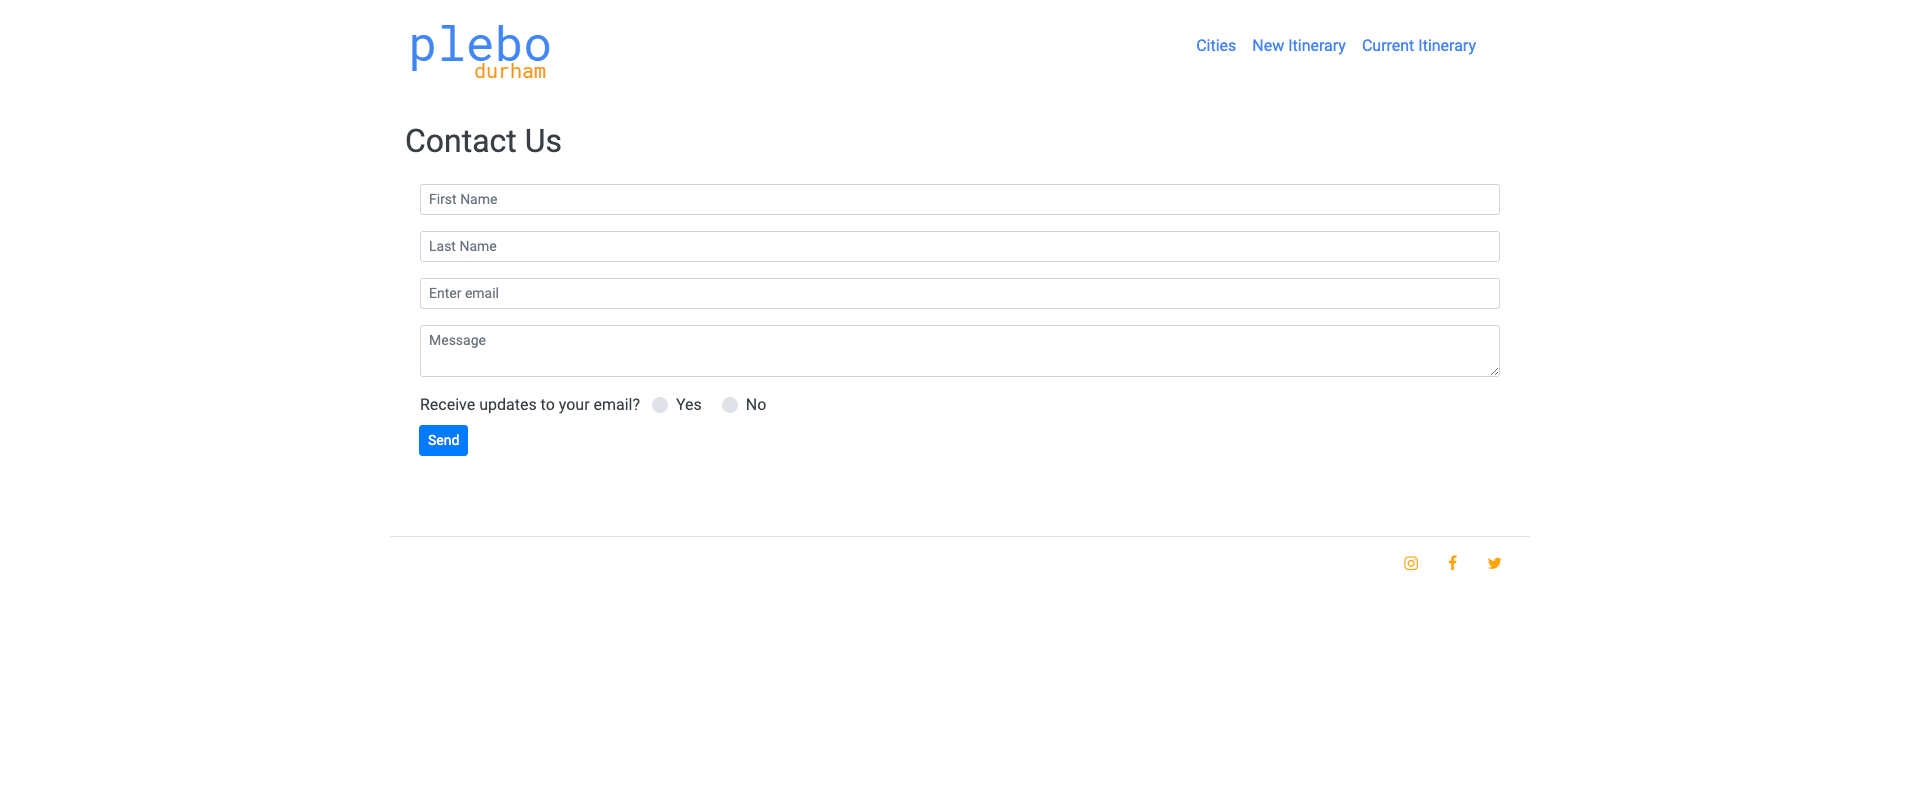 plebo
durham
Cities New Itinerary Current Itinerary
Contact Us
First Name
Last Name
Enter email
Message
Receive updates to your email? Yes No
Send